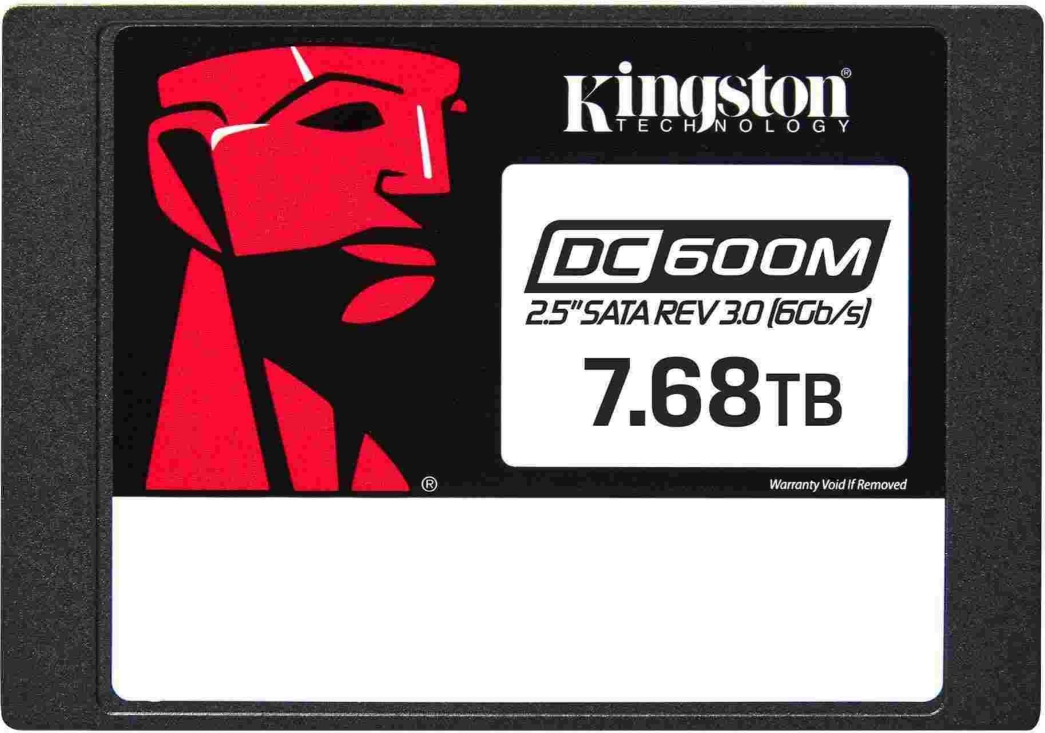 Kingston®
TECHNOLOGY
DC600M
2.5" SATA REV 3.0 (6Gb/s)
7.68TB
®
Warranty Void If Removed